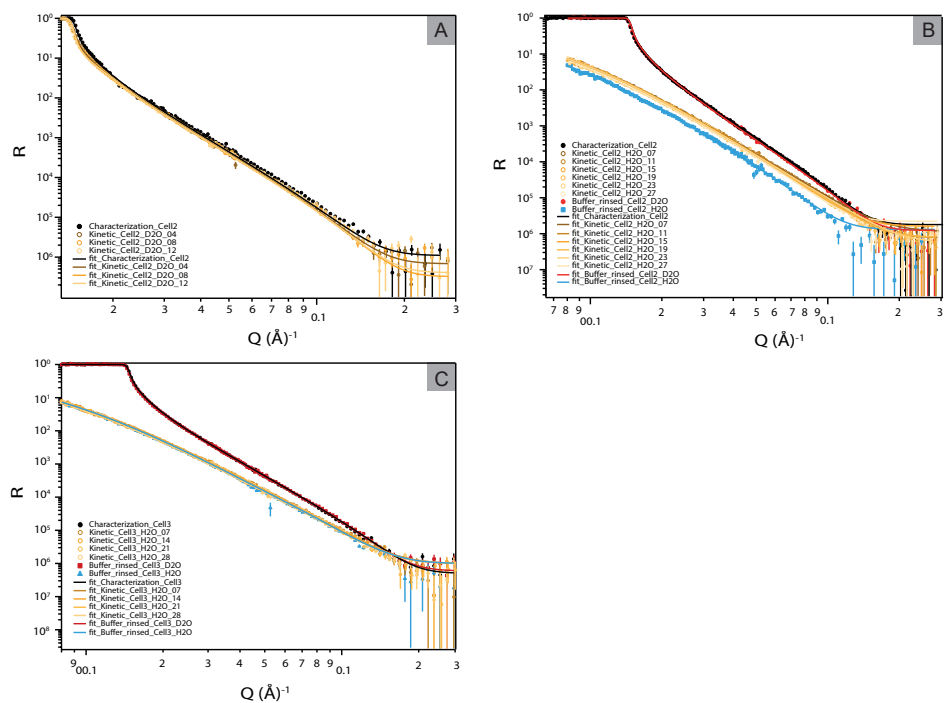 A
R
10⁰
10¹
10²
10³
10⁴
10⁵
10⁶
Characterization_Cell2
Kinetic_Cell2_D2O_04
Kinetic_Cell2_D2O_08
Kinetic_Cell2_D2O_12
fit_Characterization_Cell2
fit_Kinetic_Cell2_D2O_04
fit_Kinetic_Cell2_D2O_08
fit_Kinetic_Cell2_D2O_12
2 3 4 5 6 7 8 9 0.1 2 3
Q (Å)⁻¹
B
R
10⁰
10¹
10²
10³
10⁴
10⁵
10⁶
10⁷
Characterization_Cell2
Kinetic_Cell2_H2O_07
Kinetic_Cell2_H2O_11
Kinetic_Cell2_H2O_15
Kinetic_Cell2_H2O_19
Kinetic_Cell2_H2O_23
Kinetic_Cell2_H2O_27
Buffer_rinsed_Cell2_D2O
Buffer_rinsed_Cell2_H2O
fit_Characterization_Cell2
fit_Kinetic_Cell2_H2O_07
fit_Kinetic_Cell2_H2O_11
fit_Kinetic_Cell2_H2O_15
fit_Kinetic_Cell2_H2O_19
fit_Kinetic_Cell2_H2O_23
fit_Kinetic_Cell2_H2O_27
fit_Buffer_rinsed_Cell2_D2O
fit_Buffer_rinsed_Cell2_H2O
7 8 9 00.1 2 3 4 5 6 7 8 9 0.1 2 3
Q (Å)⁻¹
C
R
10⁰
10¹
10²
10³
10⁴
10⁵
10⁶
10⁷
10⁸
Characterization_Cell3
Kinetic_Cell3_H2O_07
Kinetic_Cell3_H2O_14
Kinetic_Cell3_H2O_21
Kinetic_Cell3_H2O_28
Buffer_rinsed_Cell3_D2O
Buffer_rinsed_Cell3_H2O
fit_Characterization_Cell3
fit_Kinetic_Cell3_H2O_07
fit_Kinetic_Cell3_H2O_14
fit_Kinetic_Cell3_H2O_21
fit_Kinetic_Cell3_H2O_28
fit_Buffer_rinsed_Cell3_D2O
fit_Buffer_rinsed_Cell3_H2O
9 00.1 2 3 4 5 6 7 8 9 0.1 2 3
Q (Å)⁻¹